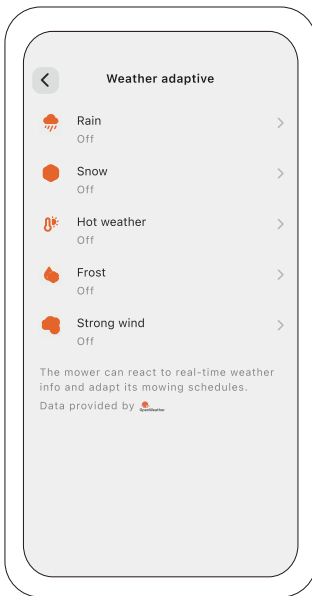 Weather adaptive
Rain
Off
Snow
Off
Hot weather
Off
Frost
Off
Strong wind
Off
The mower can react to real-time weather
info and adapt its mowing schedules.
Data provided by OpenWeather